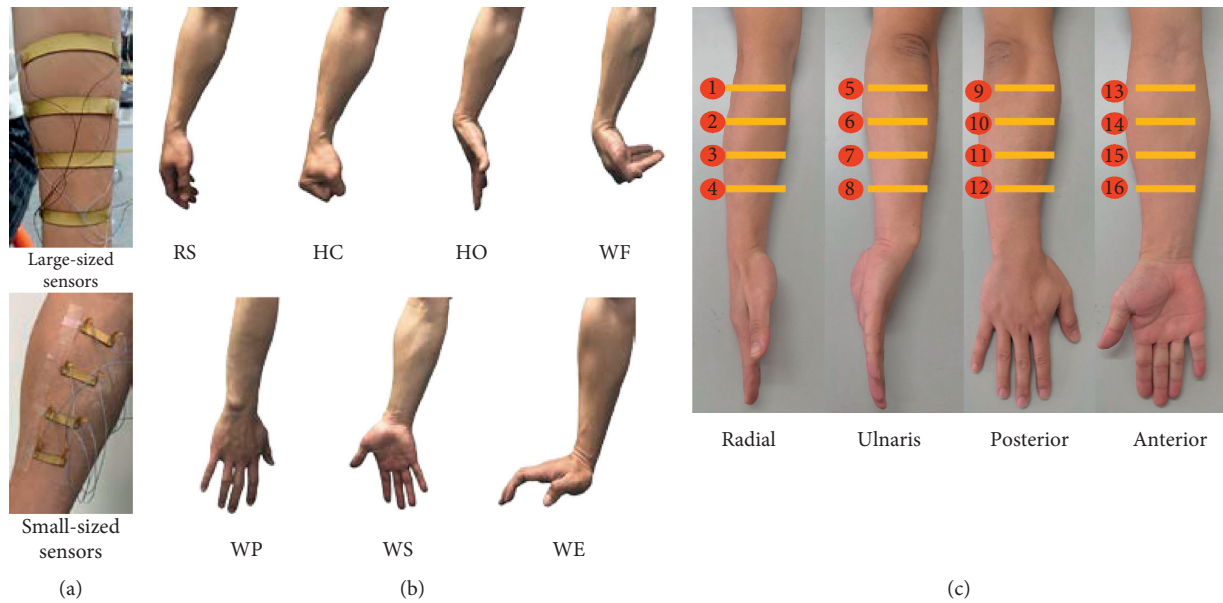 Large-sized
sensors
Small-sized
sensors
(a)
RS
HC
HO
WF
WP
WS
WE
(b)
1
2
3
4
5
6
7
8
9
10
11
12
13
14
15
16
Radial
Ulnaris
Posterior
Anterior
(c)